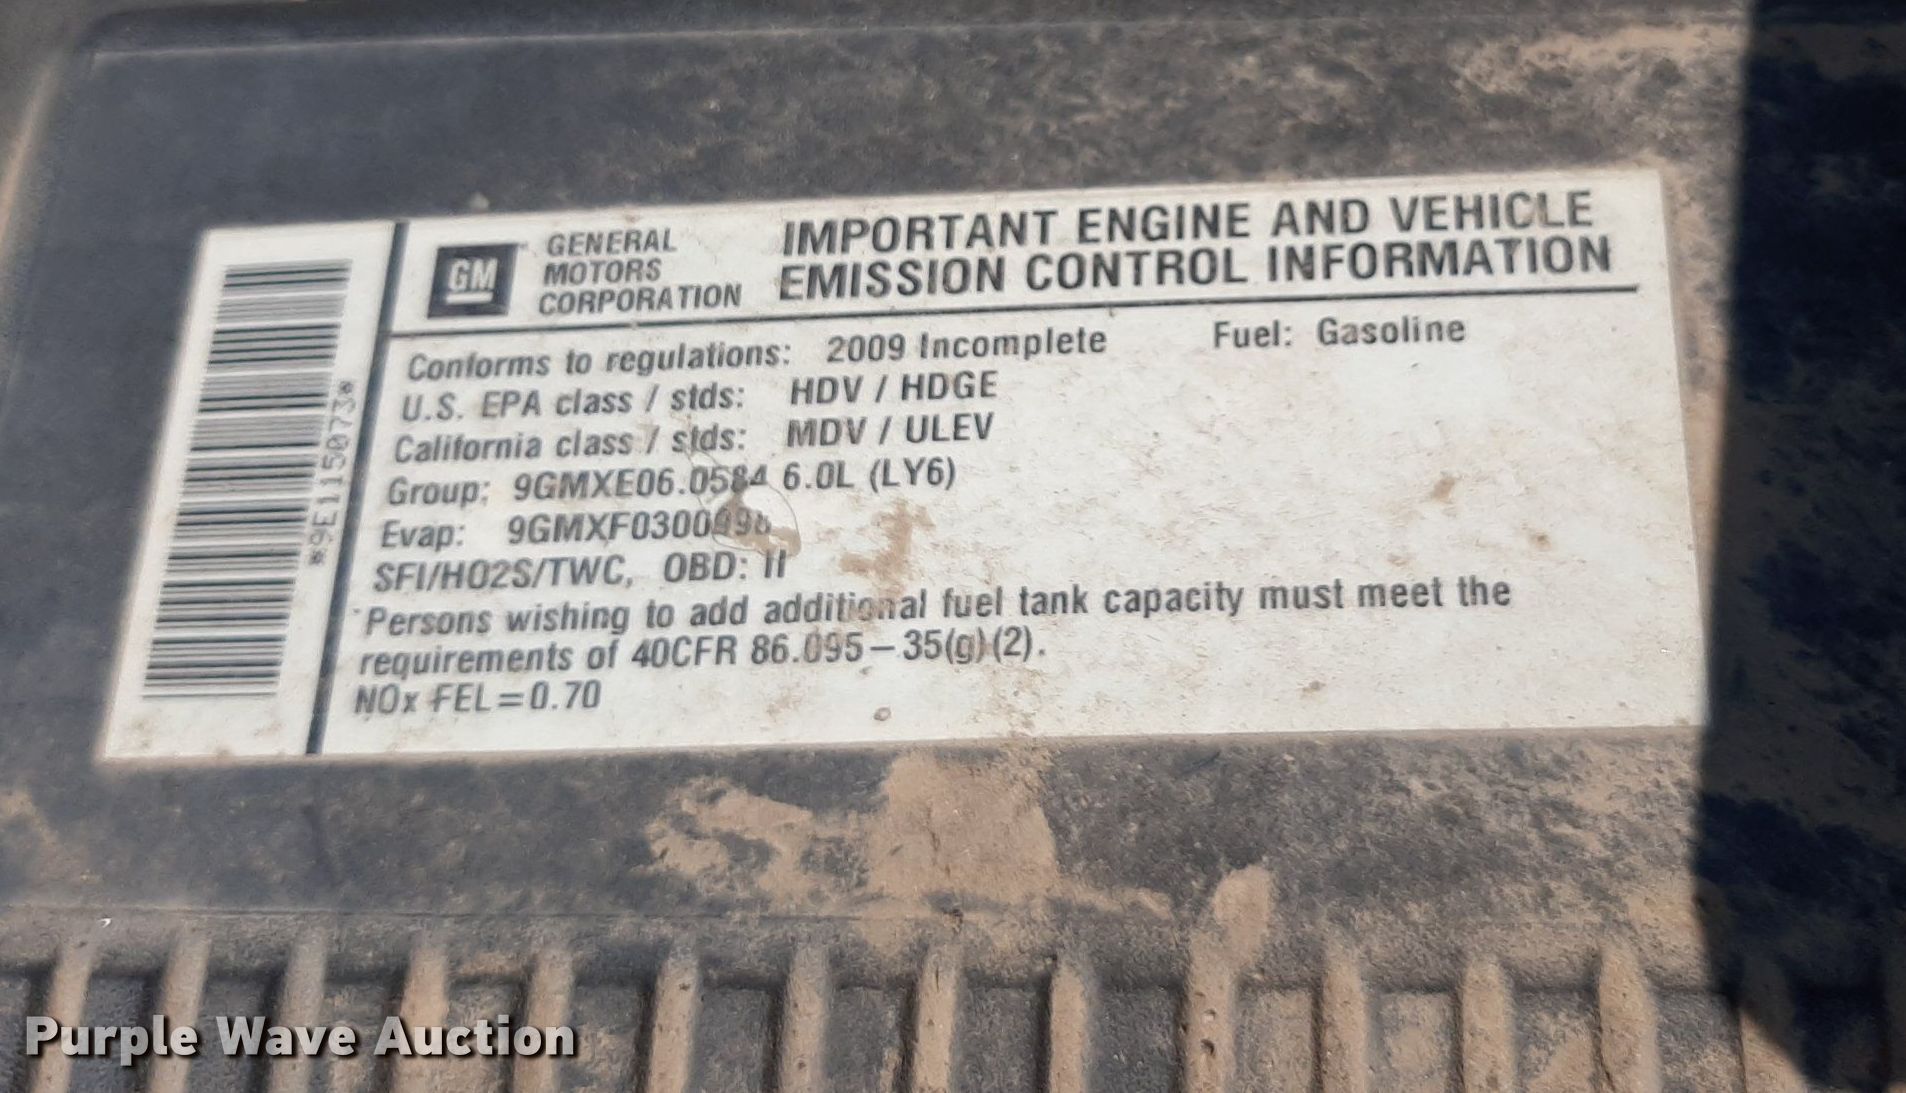 GM
GENERAL
MOTORS
CORPORATION
IMPORTANT ENGINE AND VEHICLE
EMISSION CONTROL INFORMATION
Conforms to regulations: 2009 Incomplete Fuel: Gasoline
U.S. EPA class / stds: HDV / HDGE
California class / stds: MDV / ULEV
Group: 9GMXE06.0584 6.0L (LY6)
Evap:
SFI/HO2S/TWC, OBD: II
Persons wishing to add additional fuel tank capacity must meet the
requirements of 40CFR 86.095-35(g)(2).
NOx FEL=0.70
*9E115073*
Purple Wave Auction